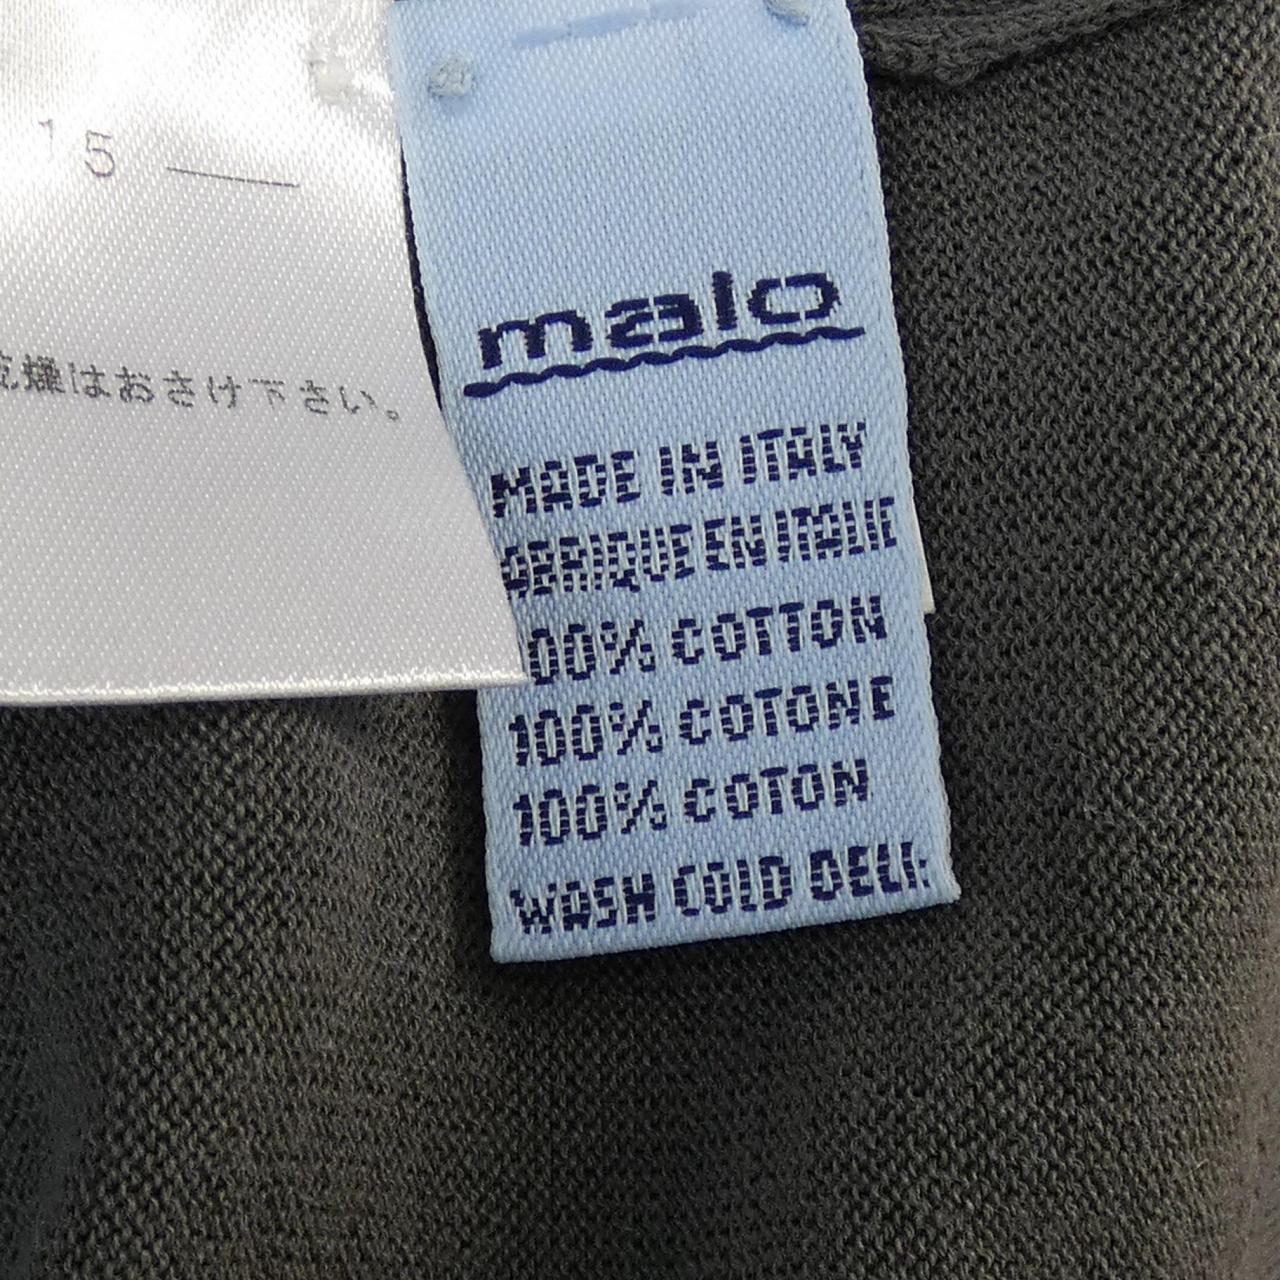 15
燥はおさけ下さい。
malo
MADE IN ITALY
ABRIQUE EN ITALIE
00% COTTON
100% COTONE
100% COTON
WASH COLD DELI